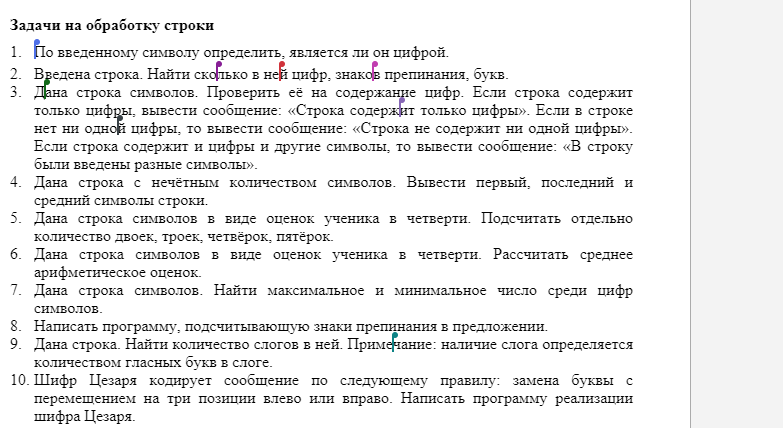 Задачи на обработку строки
1. По введенному символу определить, является ли он цифрой.
2. Введена строка. Найти сколько в ней цифр, знаков препинания, букв.
3. Дана строка символов. Проверить её на содержание цифр. Если строка содержит
только цифры, вывести сообщение: «Строка содержит только цифры». Если в строке
нет ни одной цифры, то вывести сообщение: «Строка не содержит ни одной цифры».
Если строка содержит и цифры и другие символы, то вывести сообщение: «В строку
были введены разные символы».
4. Дана строка с нечётным количеством символов. Вывести первый, последний и
средний символы строки.
5. Дана строка символов в виде оценок ученика в четверти. Подсчитать отдельно
количество двоек, троек, четвёрок, пятёрок.
6. Дана строка символов в виде оценок ученика в четверти. Рассчитать среднее
арифметическое оценок.
7. Дана строка символов. Найти максимальное и минимальное число среди цифр
символов.
8. Написать программу, подсчитывающую знаки препинания в предложении.
9. Дана строка. Найти количество слогов в ней. Примечание: наличие слога определяется
количеством гласных букв в слоге.
10. Шифр Цезаря кодирует сообщение по следующему правилу: замена буквы с
перемещением на три позиции влево или вправо. Написать программу реализации
шифра Цезаря.